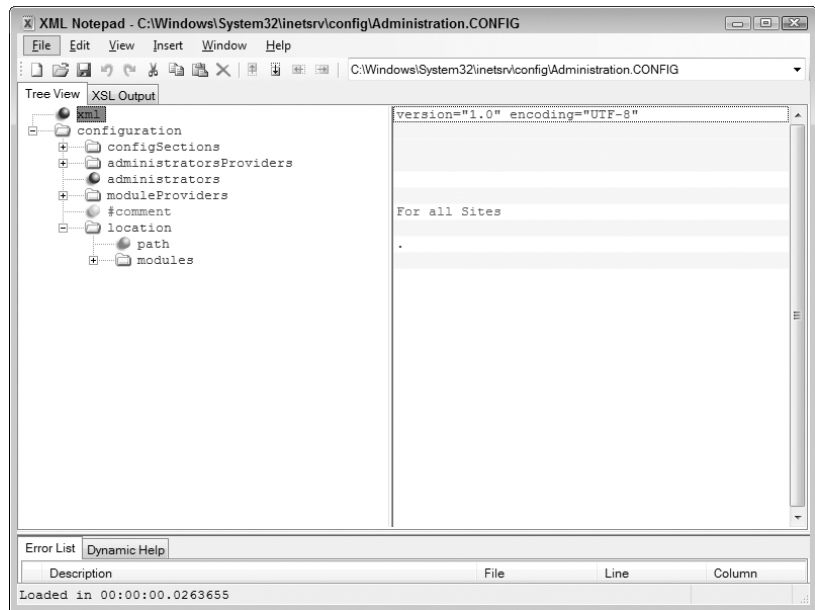 XML Notepad - C:\Windows\System32\inetsrv\config\Administration.CONFIG
File Edit View Insert Window Help
C:\Windows\System32\inetsrv\config\Administration.CONFIG
Tree View XSL Output
xml version="1.0" encoding="UTF-8"
configuration
configSections
administratorsProviders
administrators
moduleProviders
#comment For all Sites
location
path .
modules
Error List Dynamic Help
Description File Line Column
Loaded in 00:00:00.0263655